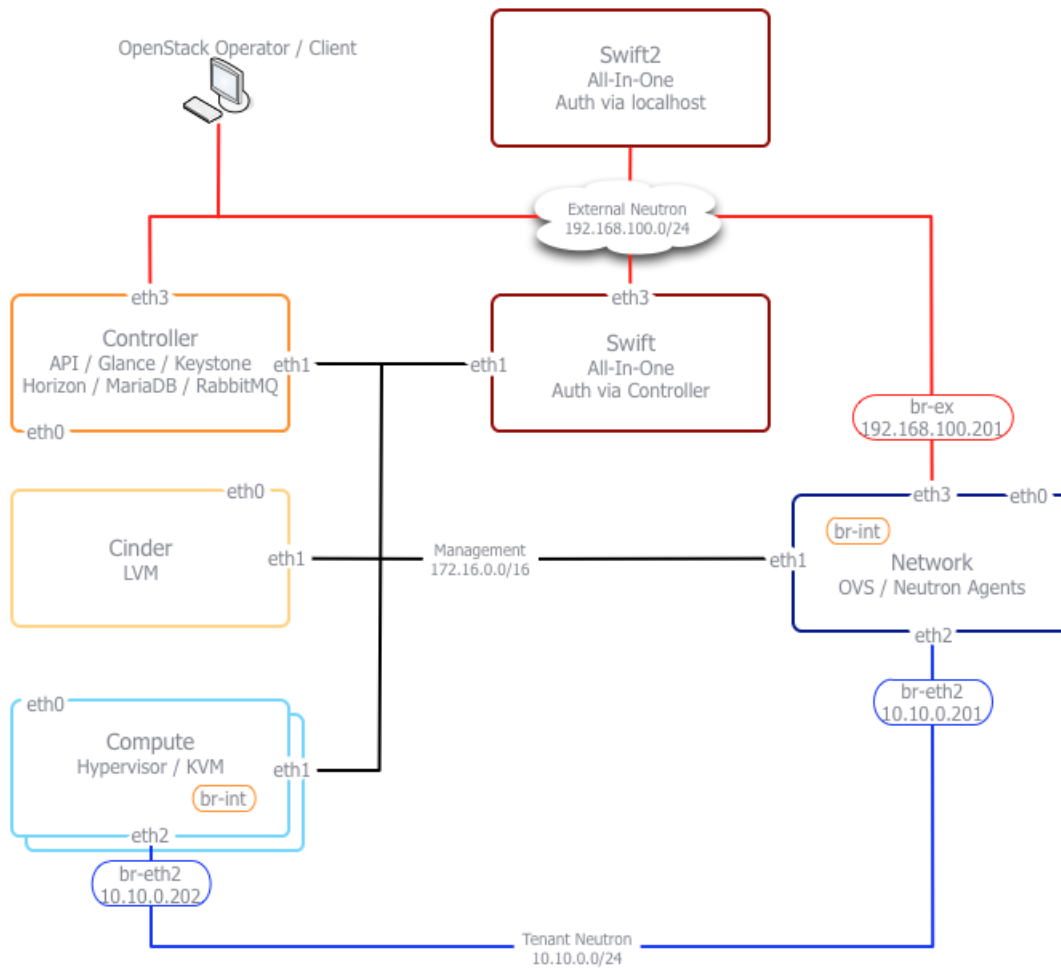 OpenStack Operator / Client
Swift2
All-In-One
Auth via localhost
External Neutron
192.168.100.0/24
eth3
Controller
API / Glance / Keystone
Horizon / MariaDB / RabbitMQ
eth1
eth0
eth3
eth1
Swift
All-In-One
Auth via Controller
br-ex
192.168.100.201
eth0
Cinder
LVM
eth1
Management
172.16.0.0/16
eth3
eth0
br-int
eth1
Network
OVS / Neutron Agents
eth2
br-eth2
10.10.0.201
eth0
Compute
Hypervisor / KVM
eth1
br-int
eth2
br-eth2
10.10.0.202
Tenant Neutron
10.10.0.0/24